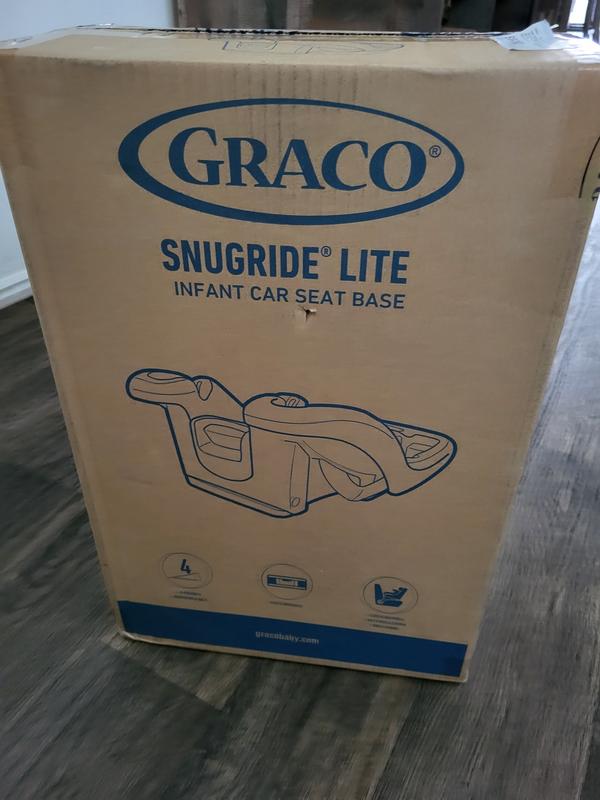 GRACO®
SNUGRIDE® LITE
INFANT CAR SEAT BASE
4
gracobaby.com